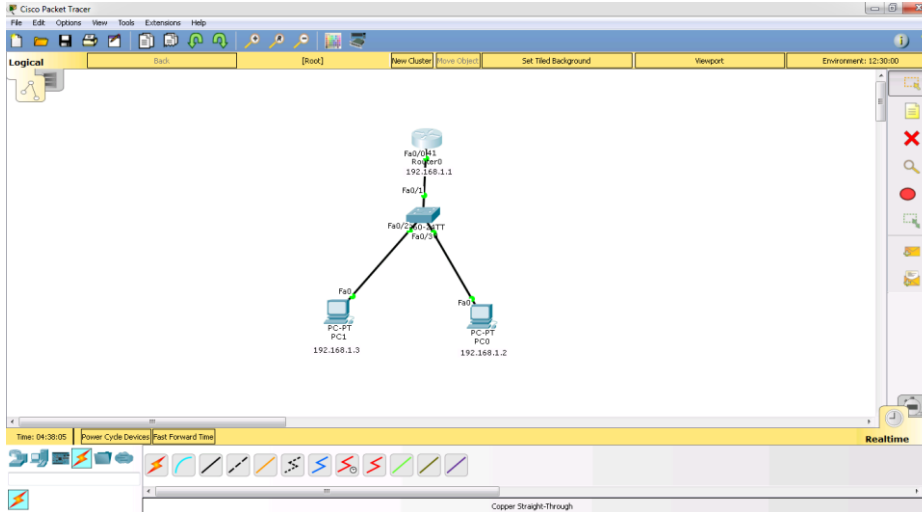 Cisco Packet Tracer
File Edit Options View Tools Extensions Help
Logical Back [Root] New Cluster Move Object Set Tiled Background Viewport Environment: 12:30:00
Fa0/0
Router0
192.168.1.1
Fa0/1
Fa0/2
Fa0/3
Fa0
Fa0
PC-PT
PC1
192.168.1.3
PC-PT
PC0
192.168.1.2
Time: 04:38:05 Power Cycle Devices Fast Forward Time Realtime
Copper Straight-Through